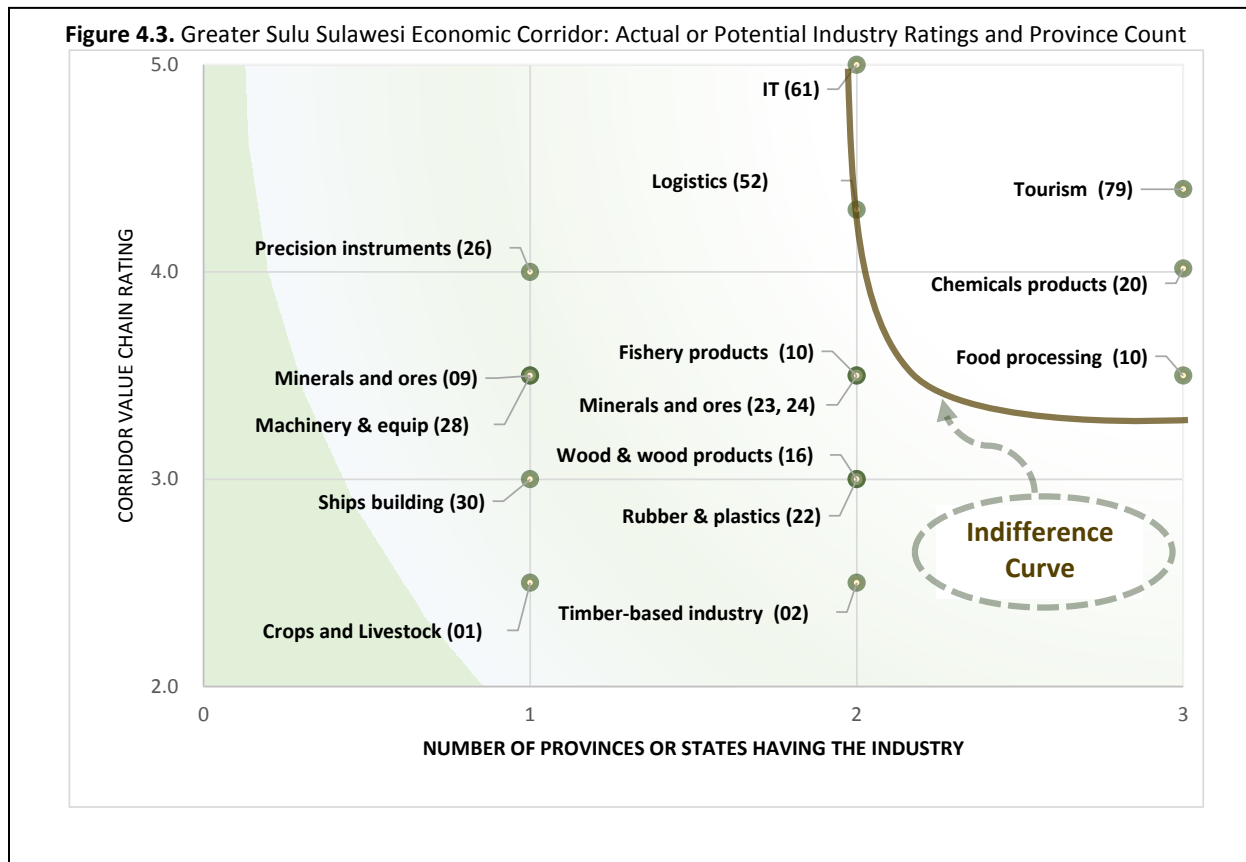 Figure 4.3. Greater Sulu Sulawesi Economic Corridor: Actual or Potential Industry Ratings and Province Count
5.0
IT (61)
Logistics (52)
Tourism (79)
Precision instruments (26)
4.0
Chemicals products (20)
CORRIDOR VALUE CHAIN RATING
Fishery products (10)
Food processing (10)
Minerals and ores (09)
Minerals and ores (23, 24)
Machinery & equip (28)
Wood & wood products (16)
3.0
Ships building (30)
Rubber & plastics (22)
Indifference
Curve
Timber-based industry (02)
Crops and Livestock (01)
2.0
0
1
2
3
NUMBER OF PROVINCES OR STATES HAVING THE INDUSTRY